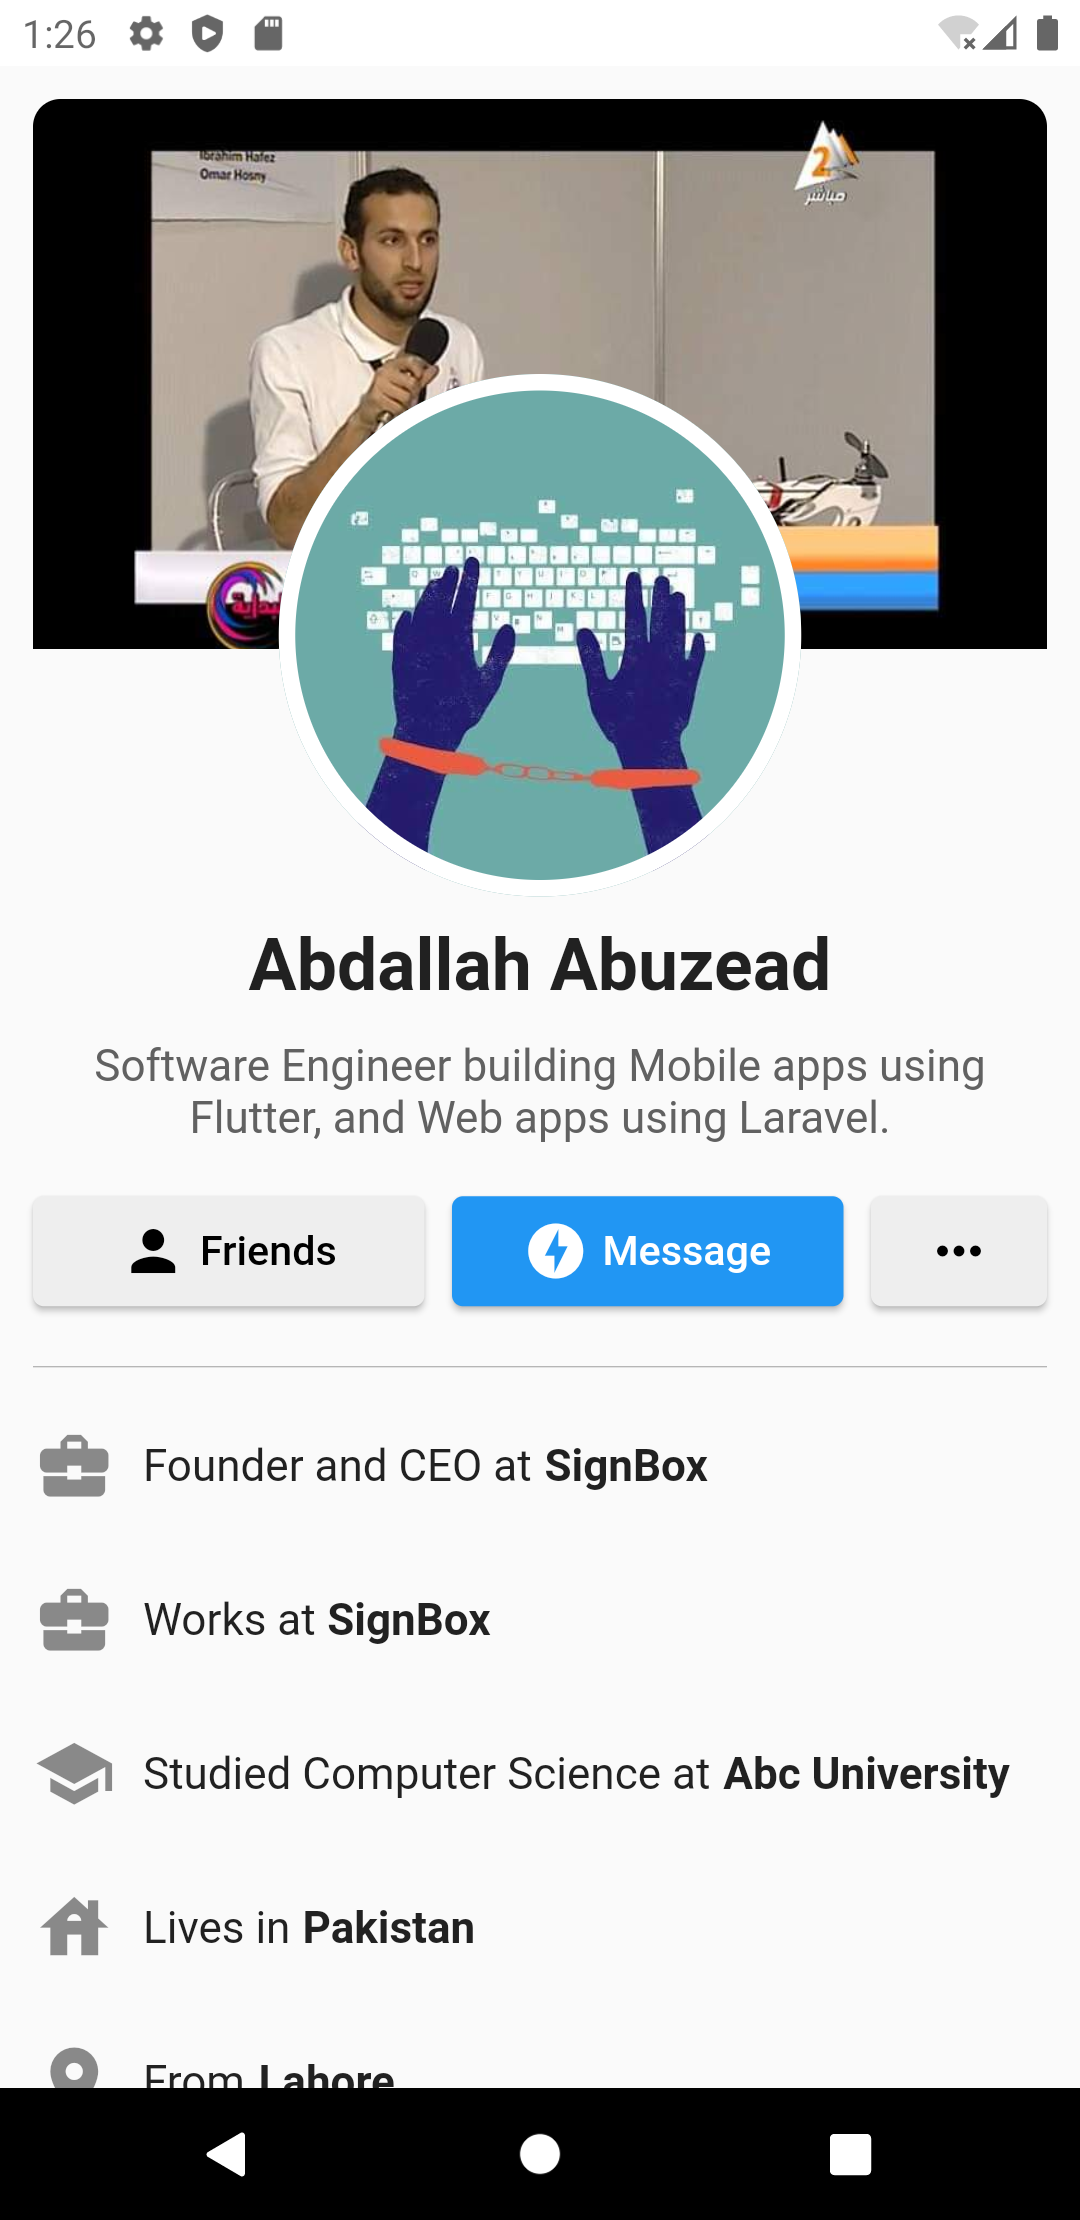 1:26
Ibrahim Hafez
Omar Hosny
2
مباشر
Abdallah Abuzead
Software Engineer building Mobile apps using
Flutter, and Web apps using Laravel.
Friends
Message
Founder and CEO at SignBox
Works at SignBox
Studied Computer Science at Abc University
Lives in Pakistan
From Lahore